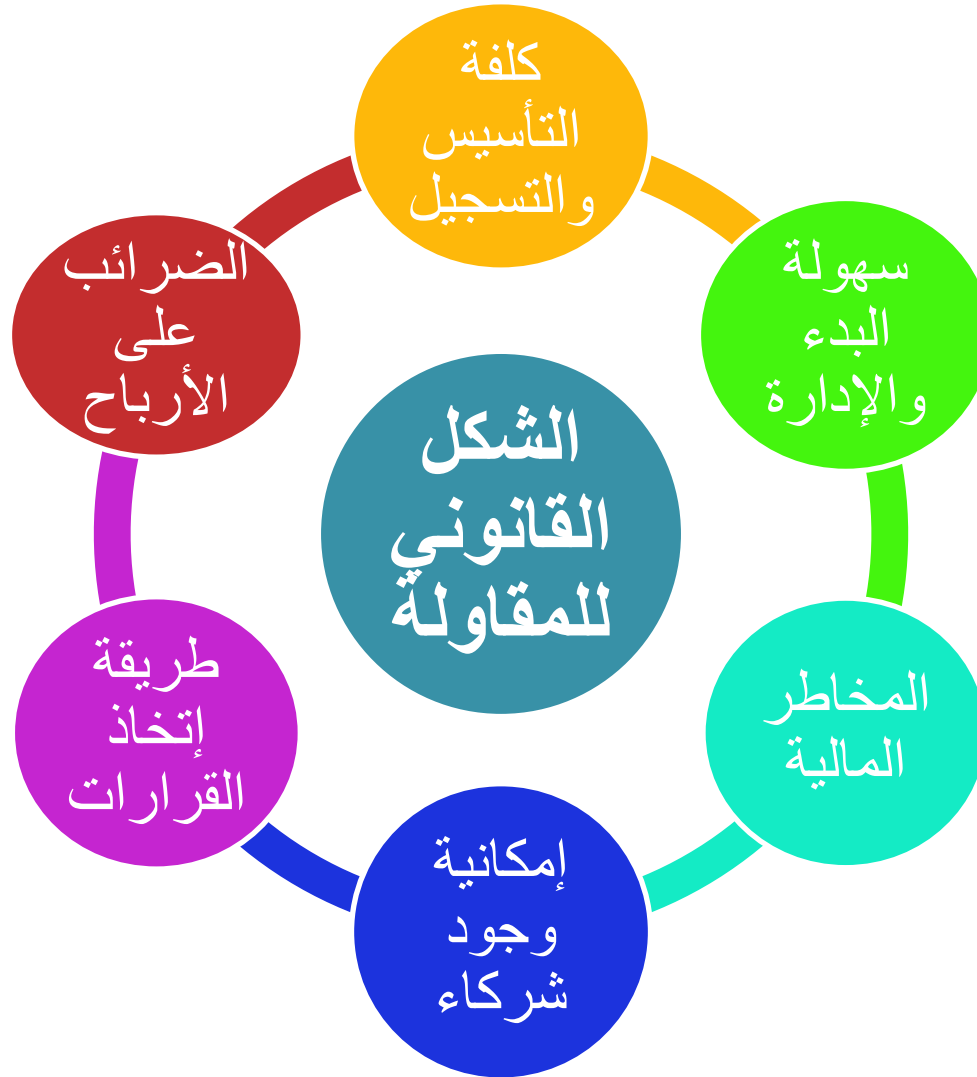 كلفة
التأسيس
والتسجيل
سهولة
البدء
والإدارة
المخاطر
المالية
إمكانية
وجود
شركاء
طريقة
إتخاذ
القرارات
الضرائب
على
الأرباح
الشكل
القانوني
للمقاولة